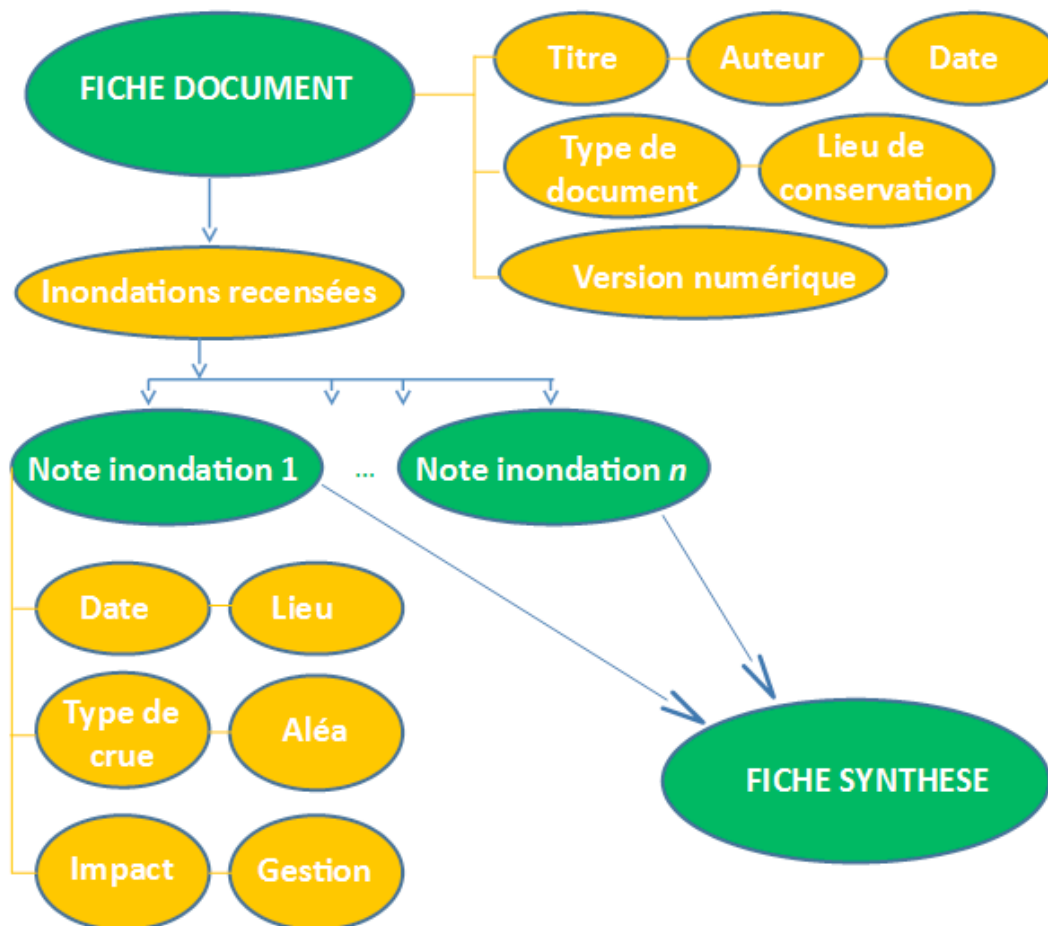 FICHE DOCUMENT
Titre
Auteur
Date
Type de
document
Lieu de
conservation
Version numérique
Inondations recensées
Note inondation 1
...
Note inondation n
Date
Lieu
Type de
crue
Aléa
Impact
Gestion
FICHE SYNTHESE